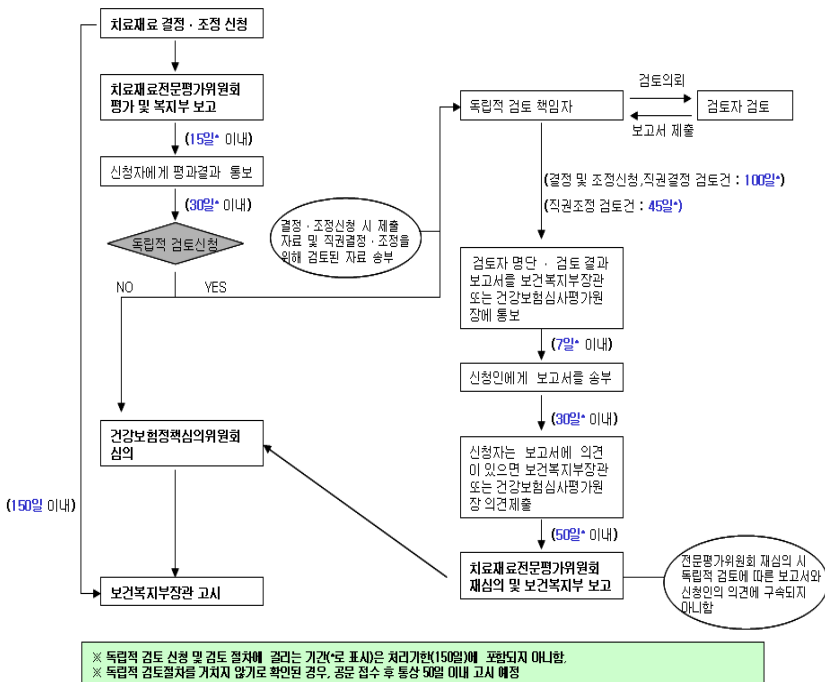 치료재료 결정 · 조정 신청
치료재료전문평가위원회
평가 및 복지부 보고
(15일* 이내)
신청자에게 평과결과 통보
(30일* 이내)
독립적 검토신청
NO
YES
결정 · 조정신청 시 제출
자료 및 직권결정 · 조정을
위해 검토된 자료 송부
건강보험정책심의위원회
심의
(150일 이내)
보건복지부장관 고시
독립적 검토 책임자
검토의뢰
보고서 제출
검토자 검토
(결정 및 조정신청,직권결정 검토건 : 100일*)
(직권조정 검토건 : 45일*)
검토자 명단 · 검토 결과
보고서를 보건복지부장관
또는 건강보험심사평가원
장에 통보
(7일* 이내)
신청인에게 보고서를 송부
(30일* 이내)
신청자는 보고서에 의견
이 있으면 보건복지부장관
또는 건강보험심사평가원
장 의견제출
(50일* 이내)
치료재료전문평가위원회
재심의 및 보건복지부 보고
전문평가위원회 재심의 시
독립적 검토에 따른 보고서와
신청인의 의견에 구속되지
아니함
※ 독립적 검토 신청 및 검토 절차에 걸리는 기간(*로 표시)은 처리기한(150일)에 포함되지 아니함,
※ 독립적 검토절차를 거치지 않기로 확인된 경우, 공문 접수 후 통상 50일 이내 고시 예정